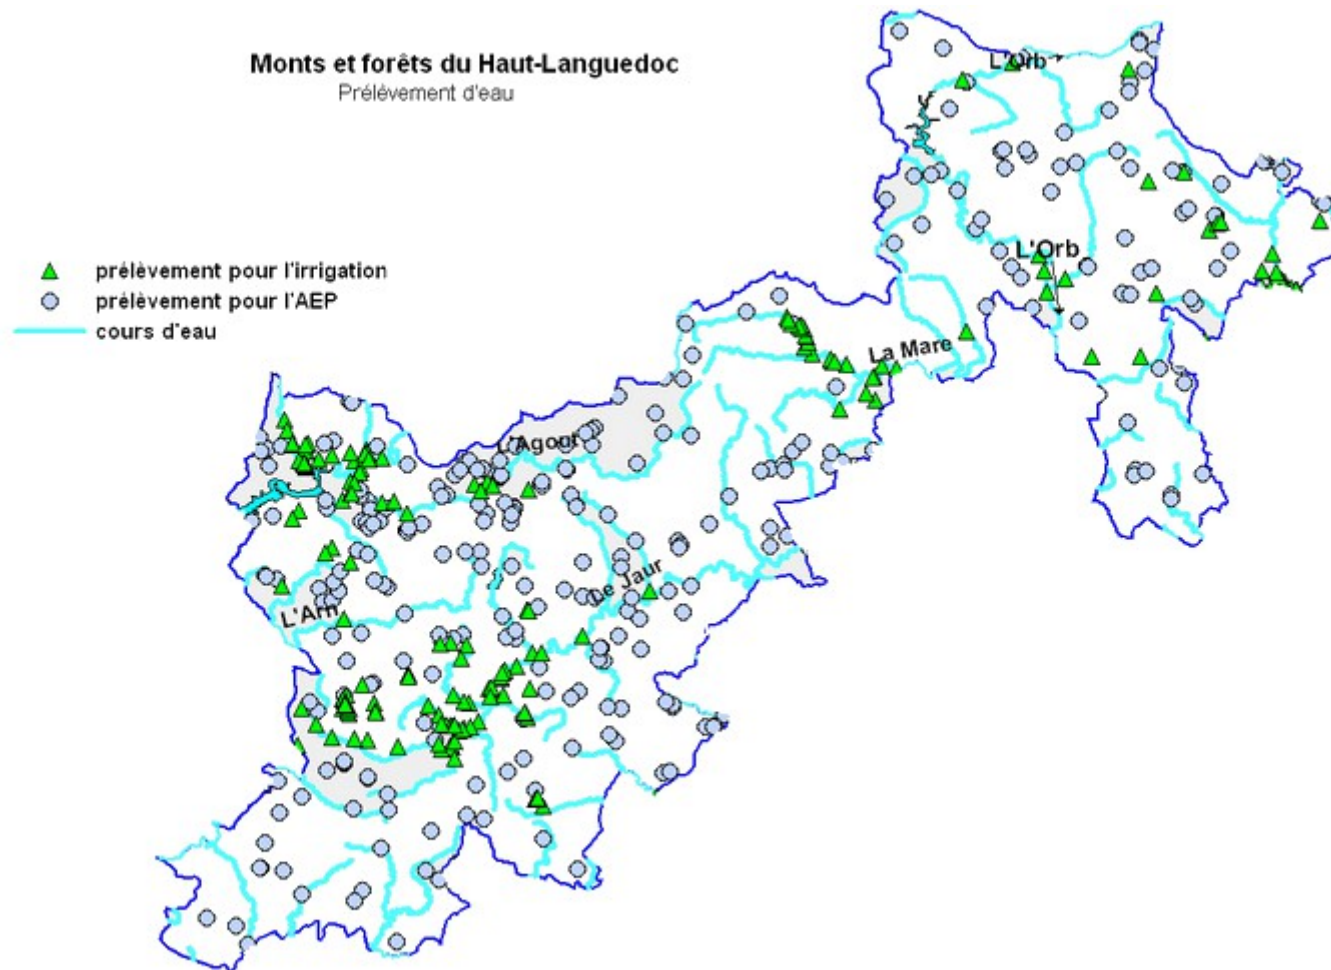 Monts et forêts du Haut-Languedoc
Prélèvement d'eau
L'Orb
prélèvement pour l'irrigation
prélèvement pour l'AEP
cours d'eau
L'Orb
La Mare
L'Agout
Le Jaur
L'Arn